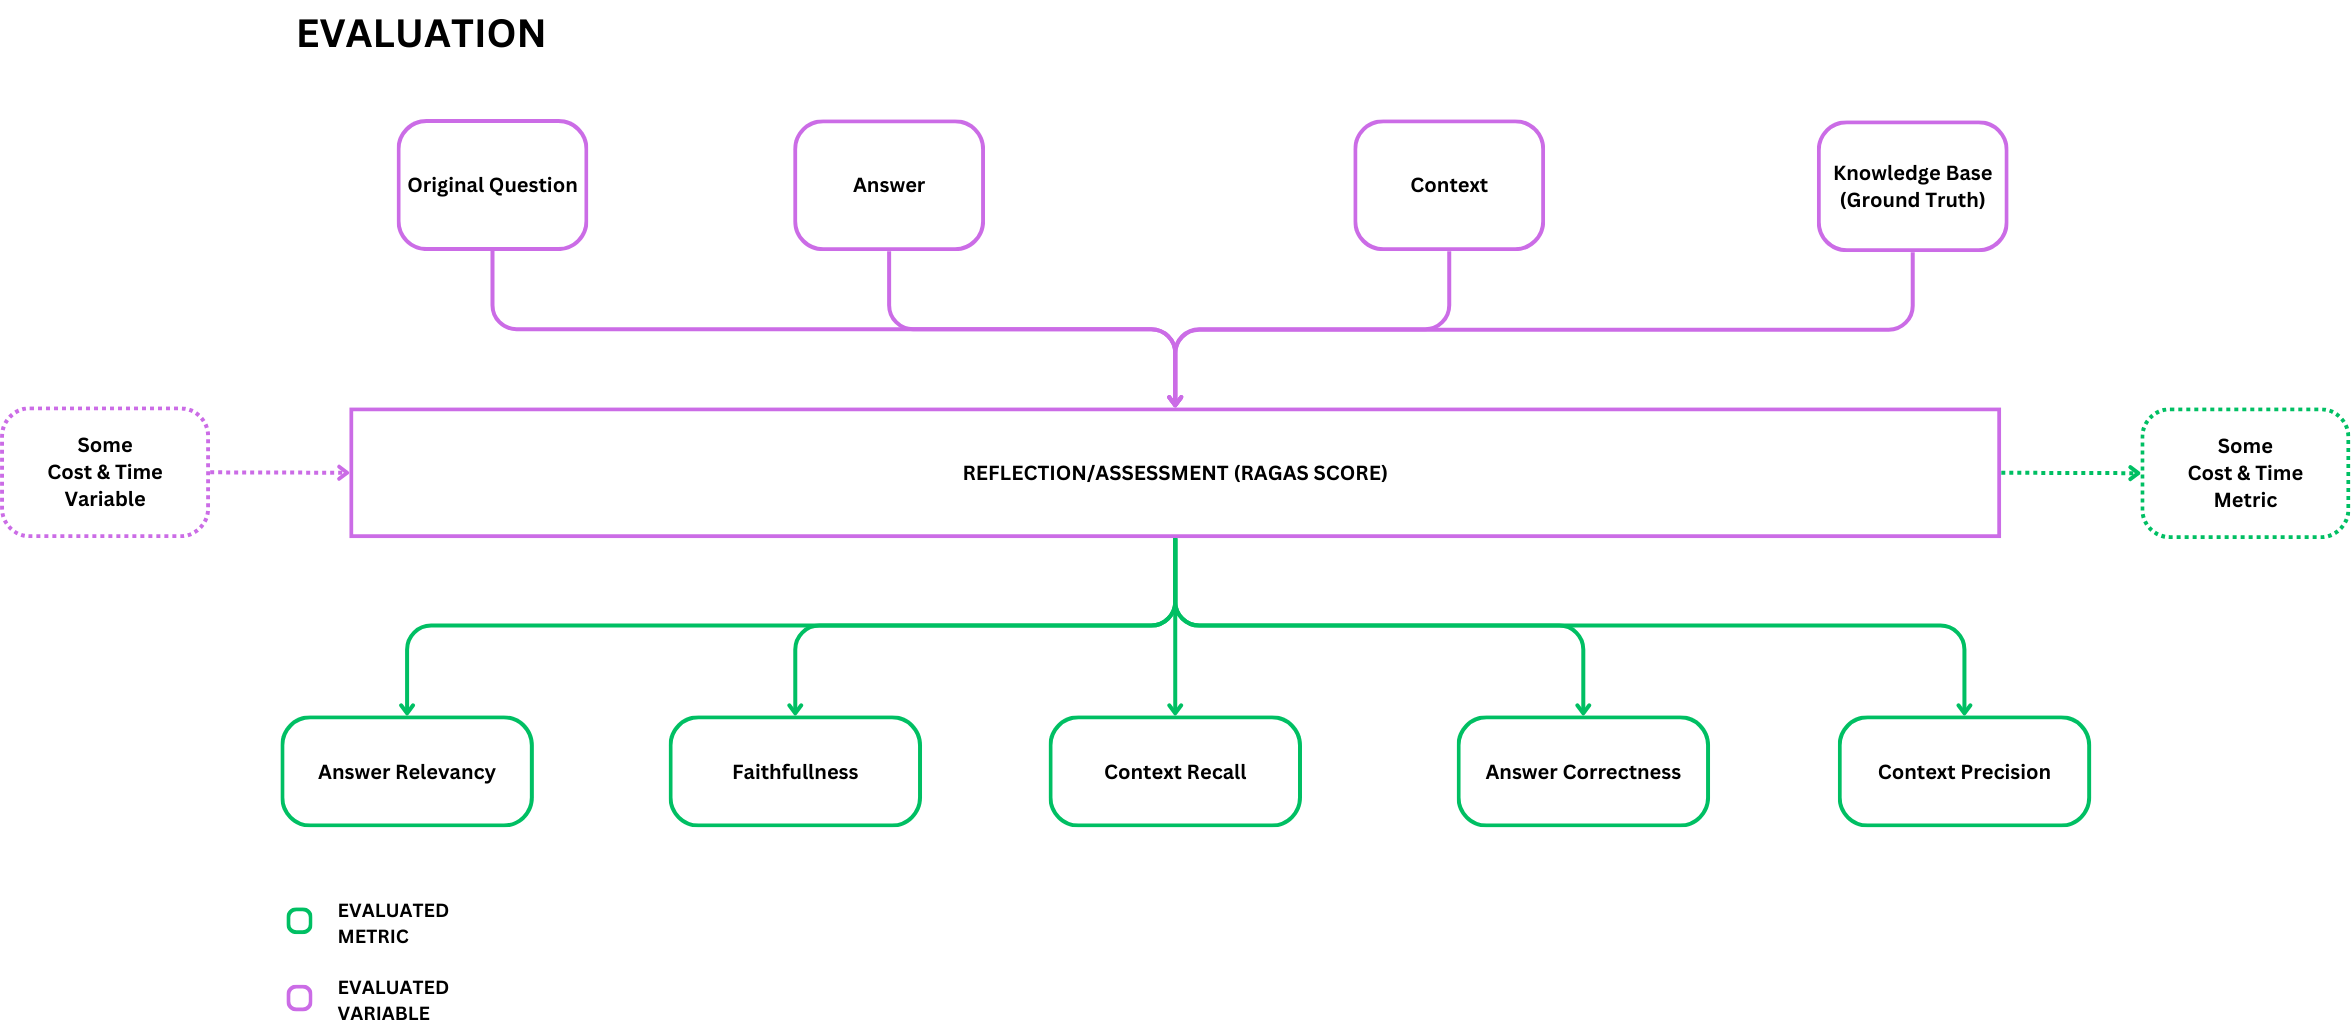 EVALUATION
Original Question
Answer
Context
Knowledge Base
(Ground Truth)
Some
Cost & Time
Variable
REFLECTION/ASSESSMENT (RAGAS SCORE)
Some
Cost & Time
Metric
Answer Relevancy
Faithfullness
Context Recall
Answer Correctness
Context Precision
EVALUATED
METRIC
EVALUATED
VARIABLE